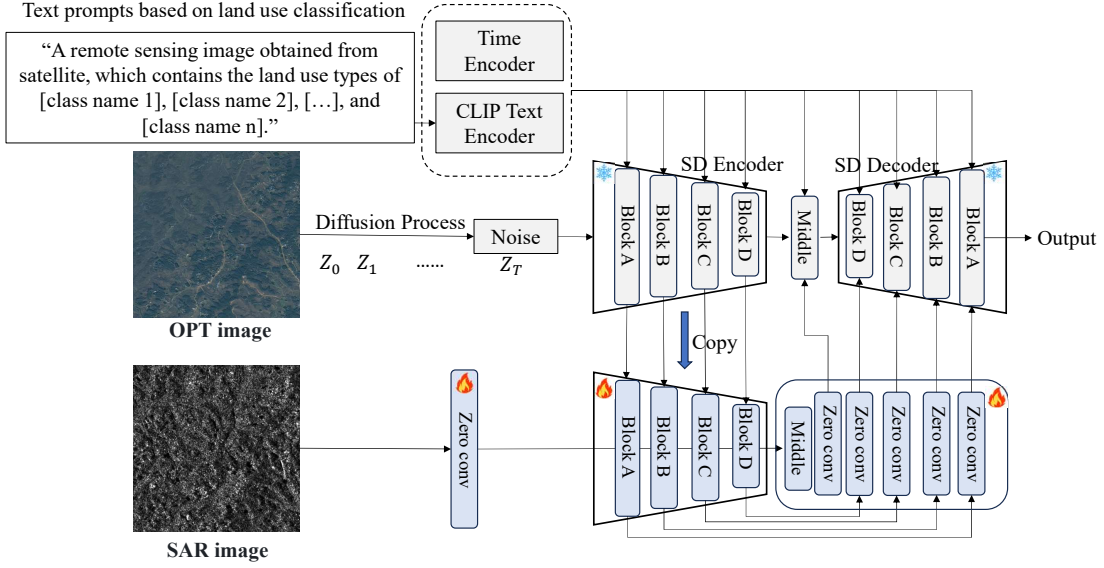 Text prompts based on land use classification
“A remote sensing image obtained from
satellite, which contains the land use types of
[class name 1], [class name 2], […], and
[class name n].”
Time
Encoder
CLIP Text
Encoder
SD Encoder
SD Decoder
Block A
Block B
Block C
Block D
Middle
Block D
Block C
Block B
Block A
Output
Diffusion Process
Noise
Z0 Z1 ...... ZT
OPT image
Copy
Zero conv
Block A
Block B
Block C
Block D
Middle
Zero conv
Zero conv
Zero conv
Zero conv
Zero conv
SAR image